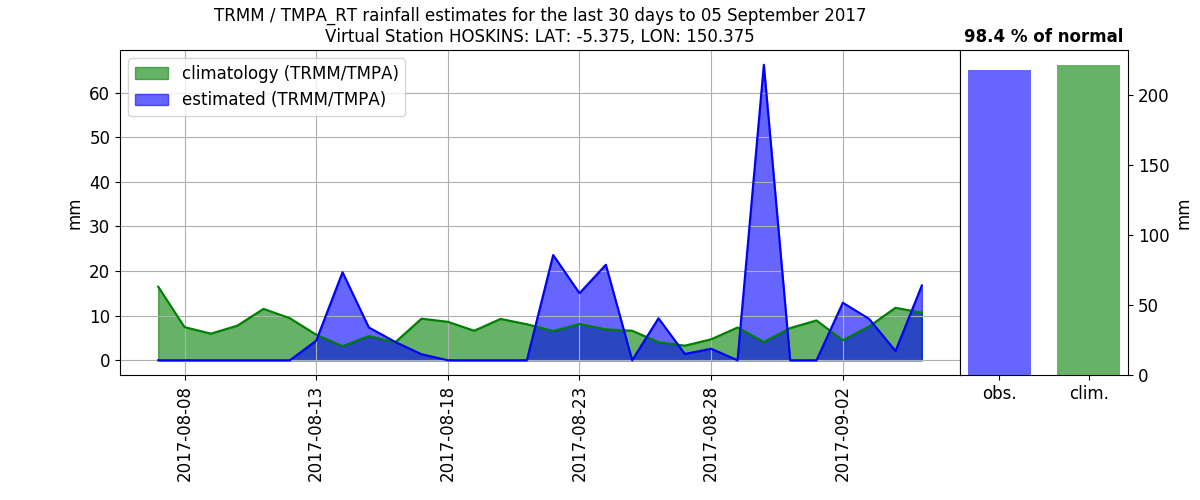 TRMM / TMPA_RT rainfall estimates for the last 30 days to 05 September 2017
Virtual Station HOSKINS: LAT: -5.375, LON: 150.375
98.4 % of normal
climatology (TRMM/TMPA)
estimated (TRMM/TMPA)
mm
60
50
40
30
20
10
0
2017-08-08
2017-08-13
2017-08-18
2017-08-23
2017-08-28
2017-09-02
200
150
100
50
0
mm
obs.
clim.